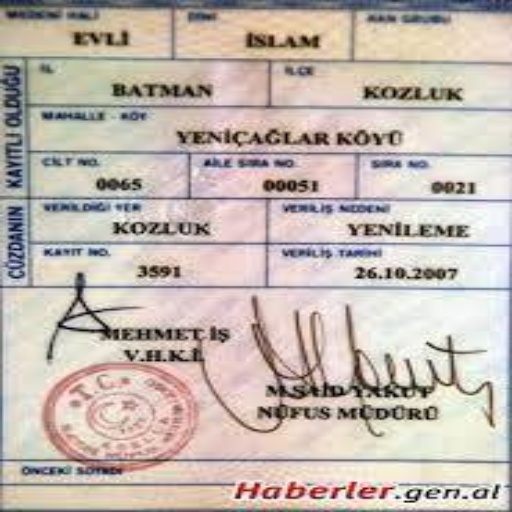 MEDENİ HALİ DİNİ KAN GRUBU
EVLİ İSLAM
İL İLÇE
BATMAN KOZLUK
MAHALLE - KÖY
YENİÇAĞLAR KÖYÜ
CİLT NO. AİLE SIRA NO. SIRA NO.
0065 00051 0021
VERİLDİĞİ YER VERİLİŞ NEDENİ
KOZLUK YENİLEME
KAYIT NO. VERİLİŞ TARİHİ
3591 26.10.2007
KAYITLI OLDUĞU
CÜZDANIN
MEHMET İŞ
V.H.K.İ.
M.SAİD YAKUT
NÜFUS MÜDÜRÜ
T.C.
ÖNCEKİ SOYADI
Haberler.gen.al